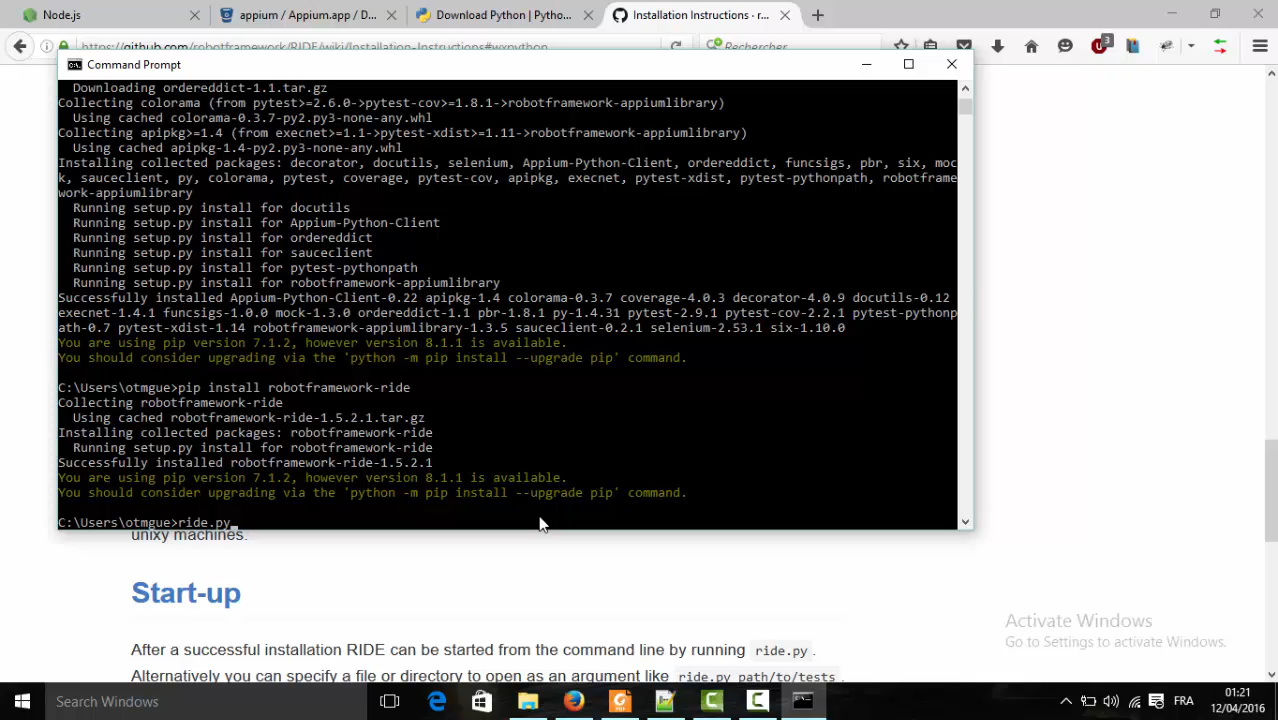 Node.js
appium / Appium.app / D...
Download Python | Pytho...
Installation Instructions · r...
https://github.com/robotframework/RIDE/wiki/Installation-Instructions#wxpython
Rechercher
3
Command Prompt
Downloading ordereddict-1.1.tar.gz
Collecting colorama (from pytest>=2.6.0->pytest-cov>=1.8.1->robotframework-appiumlibrary)
Using cached colorama-0.3.7-py2.py3-none-any.whl
Collecting apipkg>=1.4 (from execnet>=1.1->pytest-xdist>=1.11->robotframework-appiumlibrary)
Using cached apipkg-1.4-py2.py3-none-any.whl
Installing collected packages: decorator, docutils, selenium, Appium-Python-Client, ordereddict, funcsigs, pbr, six, moc
k, sauceclient, py, colorama, pytest, coverage, pytest-cov, apipkg, execnet, pytest-xdist, pytest-pythonpath, robotframe
work-appiumlibrary
Running setup.py install for docutils
Running setup.py install for Appium-Python-Client
Running setup.py install for ordereddict
Running setup.py install for sauceclient
Running setup.py install for pytest-pythonpath
Running setup.py install for robotframework-appiumlibrary
Successfully installed Appium-Python-Client-0.22 apipkg-1.4 colorama-0.3.7 coverage-4.0.3 decorator-4.0.9 docutils-0.12
execnet-1.4.1 funcsigs-1.0.0 mock-1.3.0 ordereddict-1.1 pbr-1.8.1 py-1.4.31 pytest-2.9.1 pytest-cov-2.2.1 pytest-pythonp
ath-0.7 pytest-xdist-1.14 robotframework-appiumlibrary-1.3.5 sauceclient-0.2.1 selenium-2.53.1 six-1.10.0
You are using pip version 7.1.2, however version 8.1.1 is available.
You should consider upgrading via the 'python -m pip install --upgrade pip' command.
C:\Users\otmgue>pip install robotframework-ride
Collecting robotframework-ride
Using cached robotframework-ride-1.5.2.1.tar.gz
Installing collected packages: robotframework-ride
Running setup.py install for robotframework-ride
Successfully installed robotframework-ride-1.5.2.1
You are using pip version 7.1.2, however version 8.1.1 is available.
You should consider upgrading via the 'python -m pip install --upgrade pip' command.
C:\Users\otmgue>ride.py
unixy machines.
Start-up
After a successful installation RIDE can be started from the command line by running ride.py .
Alternatively you can specify a file or directory to open as an argument like ride.py path/to/tests .
Activate Windows
Go to Settings to activate Windows.
Search Windows
FRA
01:21
12/04/2016